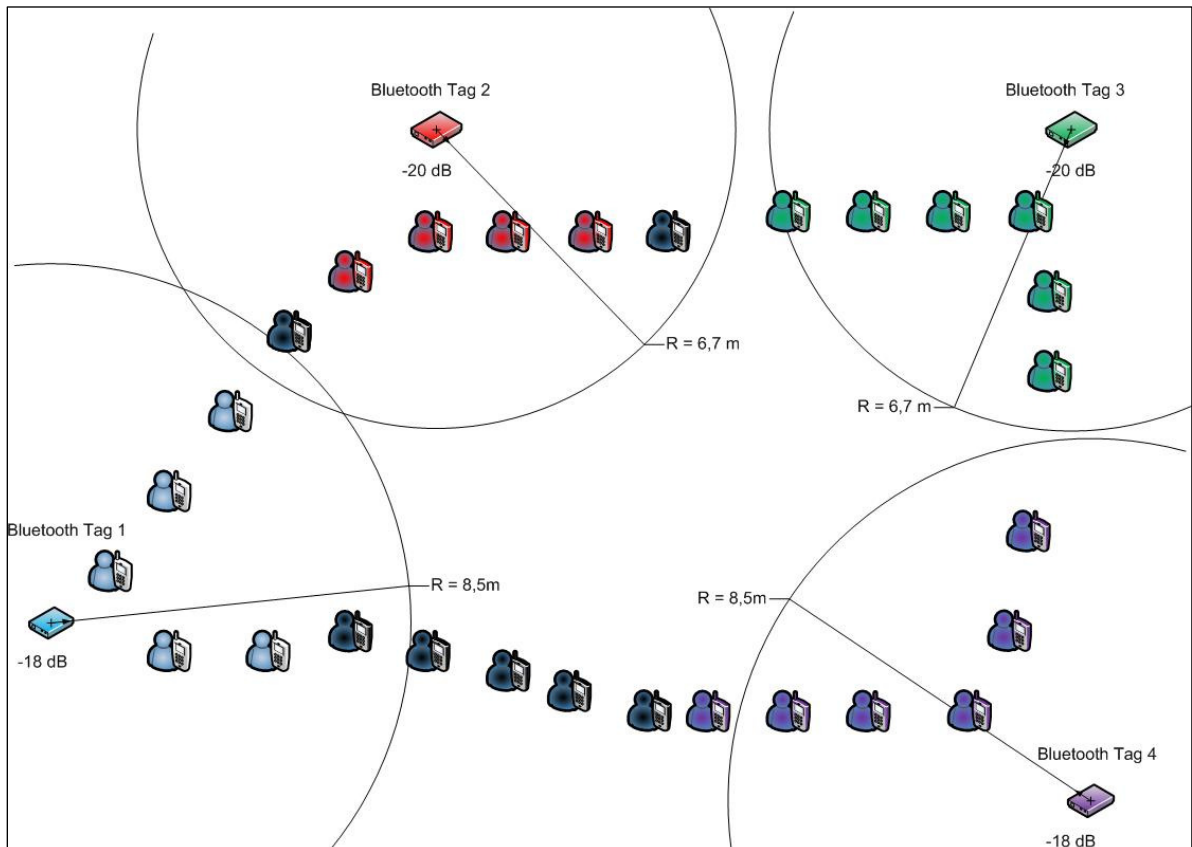 Bluetooth Tag 2
-20 dB
R = 6,7 m
Bluetooth Tag 3
-20 dB
R = 6,7 m
Bluetooth Tag 1
-18 dB
R = 8,5m
R = 8,5m
Bluetooth Tag 4
-18 dB